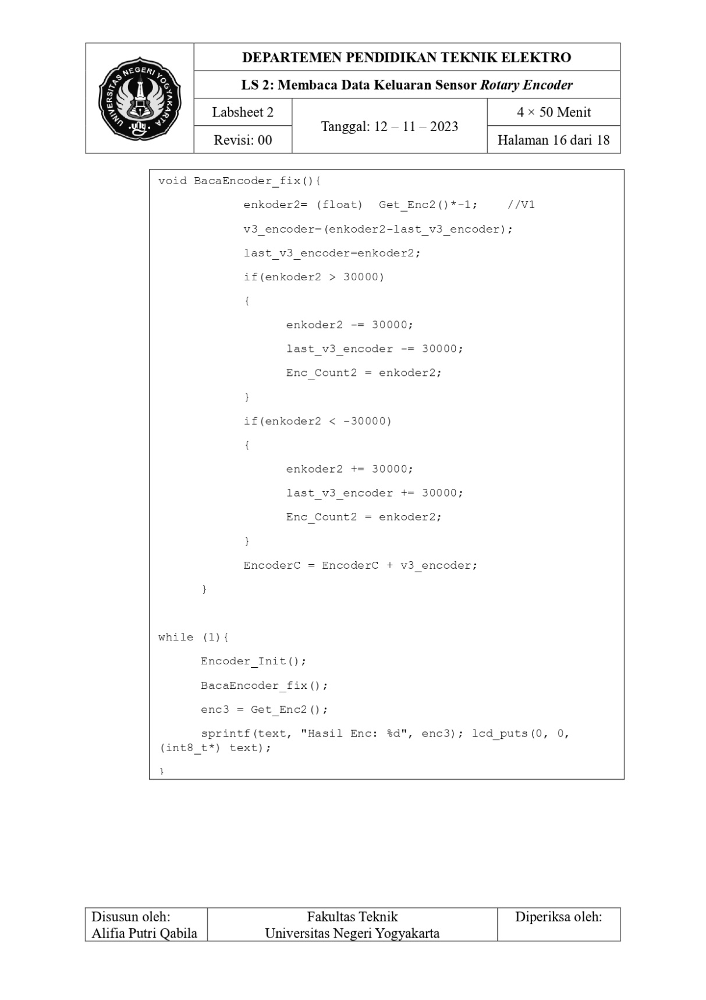 UNIVERSITAS NEGERI YOGYAKARTA
uny
DEPARTEMEN PENDIDIKAN TEKNIK ELEKTRO
LS 2: Membaca Data Keluaran Sensor Rotary Encoder
Labsheet 2
Tanggal: 12 – 11 – 2023
4 × 50 Menit
Revisi: 00
Halaman 16 dari 18
void BacaEncoder_fix(){
enkoder2= (float)  Get_Enc2()*-1;    //V1
v3_encoder=(enkoder2-last_v3_encoder);
last_v3_encoder=enkoder2;
if(enkoder2 > 30000)
{
enkoder2 -= 30000;
last_v3_encoder -= 30000;
Enc_Count2 = enkoder2;
}
if(enkoder2 < -30000)
{
enkoder2 += 30000;
last_v3_encoder += 30000;
Enc_Count2 = enkoder2;
}
EncoderC = EncoderC + v3_encoder;
}
while (1){
Encoder_Init();
BacaEncoder_fix();
enc3 = Get_Enc2();
sprintf(text, "Hasil Enc: %d", enc3); lcd_puts(0, 0,
(int8_t*) text);
}
Disusun oleh:
Alifia Putri Qabila
Fakultas Teknik
Universitas Negeri Yogyakarta
Diperiksa oleh: